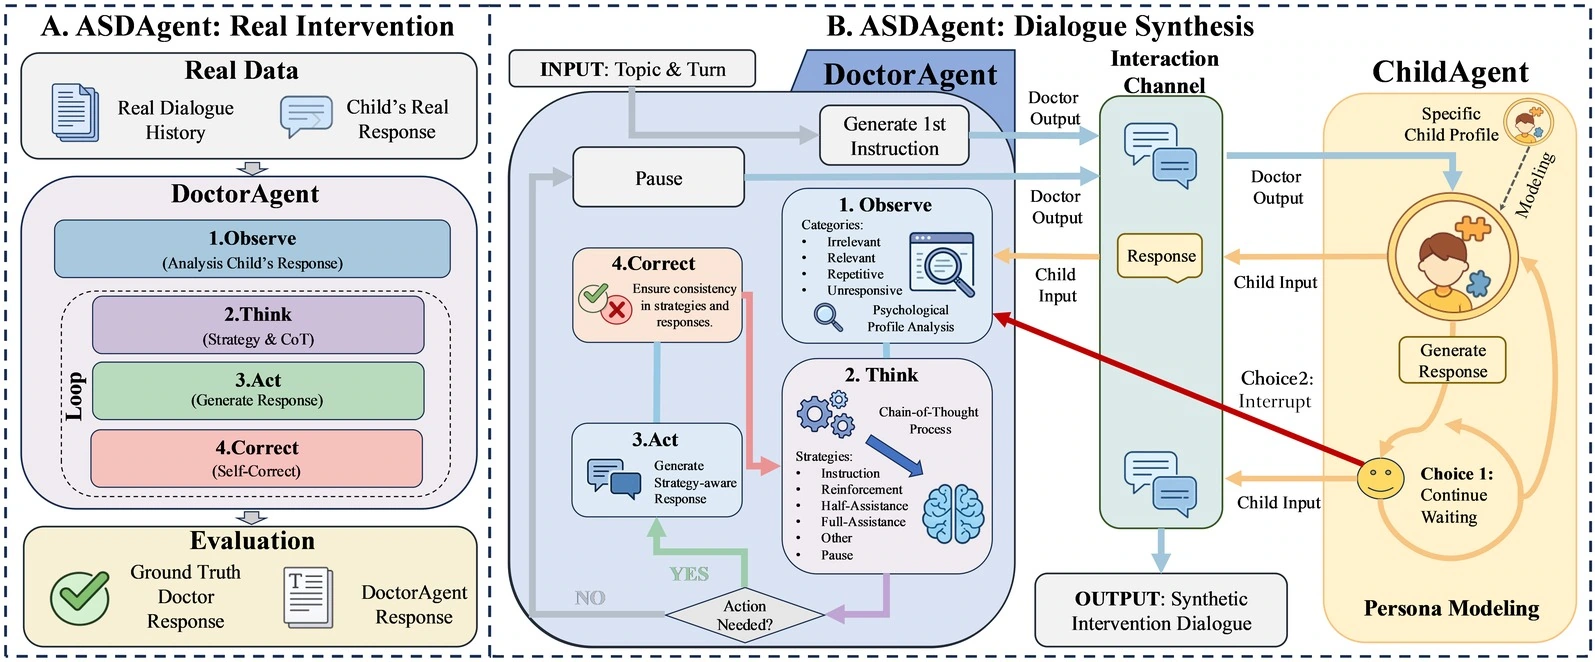 A. ASDAgent: Real Intervention
Real Data
Real Dialogue
History
Child's Real
Response
DoctorAgent
1.Observe
(Analysis Child's Response)
Loop
2.Think
(Strategy & CoT)
3.Act
(Generate Response)
4.Correct
(Self-Correct)
Evaluation
Ground Truth
Doctor
Response
T
DoctorAgent
Response
B. ASDAgent: Dialogue Synthesis
INPUT: Topic & Turn
DoctorAgent
Generate 1st
Instruction
Pause
1. Observe
Categories:
• Irrelevant
• Relevant
• Repetitive
• Unresponsive
Psychological
Profile Analysis
4.Correct
Ensure consistency
in strategies and
responses.
2. Think
Chain-of-Thought
Process
Strategies:
• Instruction
• Reinforcement
• Half-Assistance
• Full-Assistance
• Other
• Pause
3.Act
Generate
Strategy-aware
Response
YES
NO
Action
Needed?
Doctor
Output
Doctor
Output
Child
Input
Interaction
Channel
Response
OUTPUT: Synthetic
Intervention Dialogue
Doctor
Output
Child Input
Choice2:
Interrupt
Child Input
ChildAgent
Specific
Child Profile
Modeling
Generate
Response
Choice 1:
Continue
Waiting
Persona Modeling